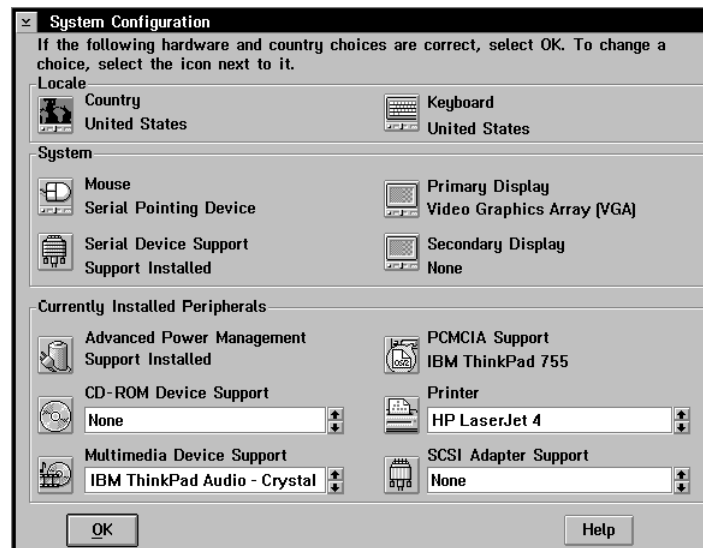 System Configuration
If the following hardware and country choices are correct, select OK. To change a
choice, select the icon next to it.
Locale
Country
United States
Keyboard
United States
System
Mouse
Serial Pointing Device
Primary Display
Video Graphics Array (VGA)
Serial Device Support
Support Installed
Secondary Display
None
Currently Installed Peripherals
Advanced Power Management
Support Installed
PCMCIA Support
OS/2
IBM ThinkPad 755
CD-ROM Device Support
None
Printer
HP LaserJet 4
Multimedia Device Support
IBM ThinkPad Audio - Crystal
SCSI Adapter Support
None
OK
Help